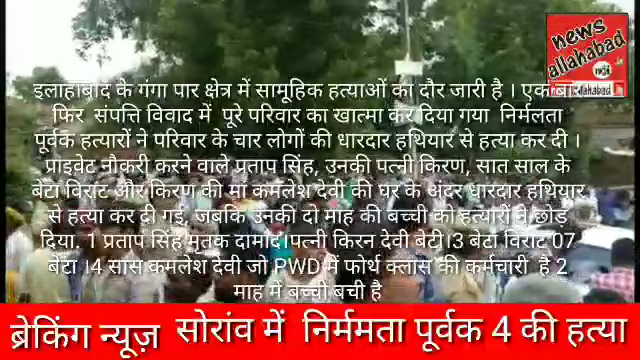 news
allahabad
इलाहाबाद के गंगा पार क्षेत्र में सामूहिक हत्याओं का दौर जारी है । एक बा
फिर संपत्ति विवाद में पूरे परिवार का खात्मा कर दिया गया निर्मलता
पूर्वक हत्यारों ने परिवार के चार लोगों की धारदार हथियार से हत्या कर दी ।
प्राइवेट नौकरी करने वाले प्रताप सिंह, उनकी पत्नी किरण, सात साल के
बेटा विराट और किरण की मां कमलेश देवी की घर के अंदर धारदार हथियार
से हत्या कर दी गई, जबकि उनकी दो माह की बच्ची को हत्यारों ने छोड़
दिया. 1 प्रताप सिंह मृतक दामाद।पत्नी किरन देवी बेटी।3 बेटा विराट 07
बेटा ।4 सास कमलेश देवी जो PWD में फोर्थ क्लास की कर्मचारी है 2
माह में बच्ची बची है
ब्रेकिंग न्यूज़ सोरांव में निर्ममता पूर्वक 4 की हत्या